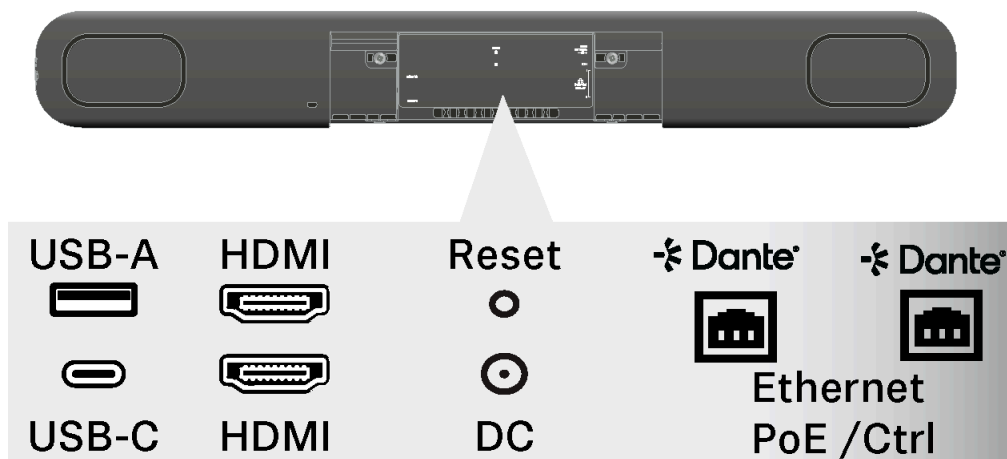 USB-A HDMI Reset Dante® Dante®
Ethernet
USB-C HDMI DC PoE /Ctrl